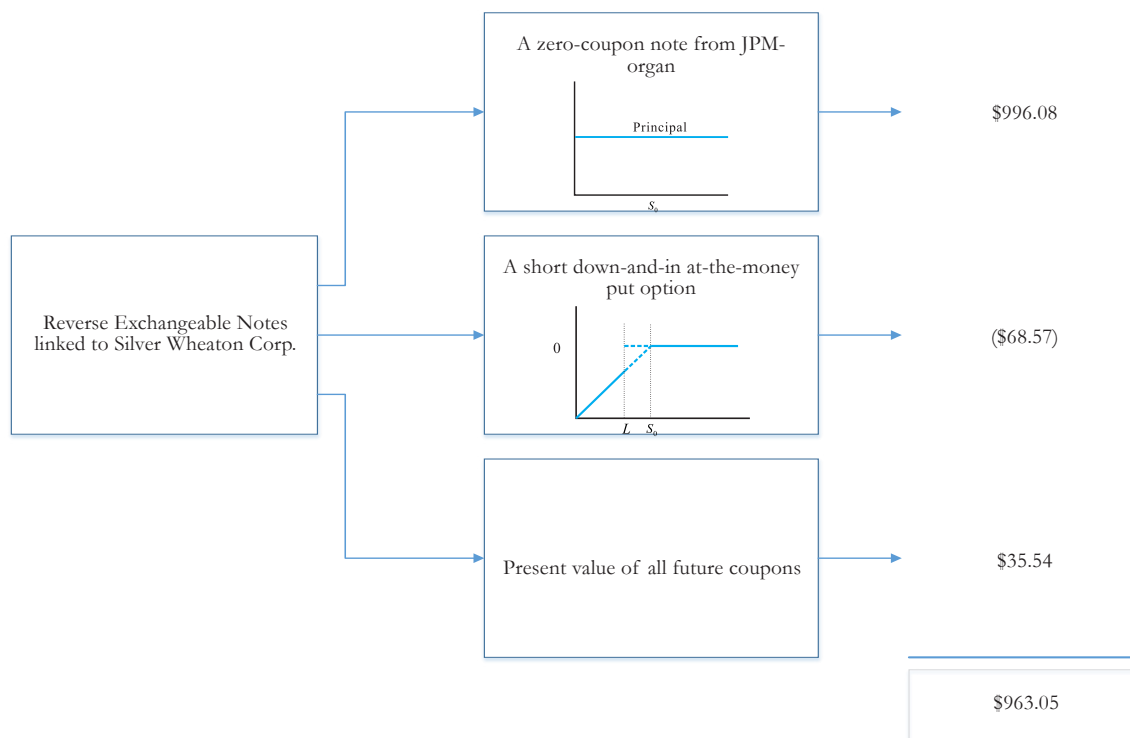 A zero-coupon note from JPM-
organ
Principal
S₀
$996.08
Reverse Exchangeable Notes
linked to Silver Wheaton Corp.
A short down-and-in at-the-money
put option
0
L S₀
($68.57)
Present value of all future coupons
$35.54
$963.05